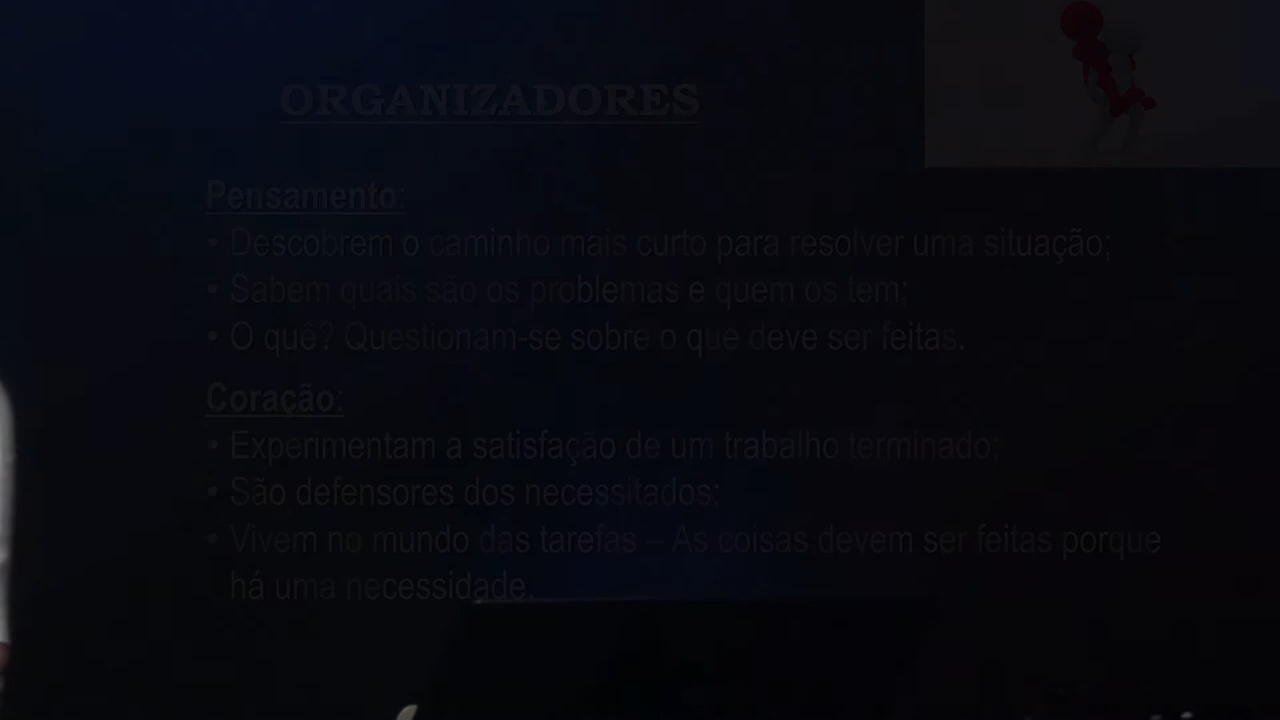 ORGANIZADORES
Pensamento:
• Descobrem o caminho mais curto para resolver uma situação;
• Sabem quais são os problemas e quem os tem;
• O quê? Questionam-se sobre o que deve ser feitas.
Coração:
• Experimentam a satisfação de um trabalho terminado;
• São defensores dos necessitados;
• Vivem no mundo das tarefas – As coisas devem ser feitas porque
há uma necessidade.